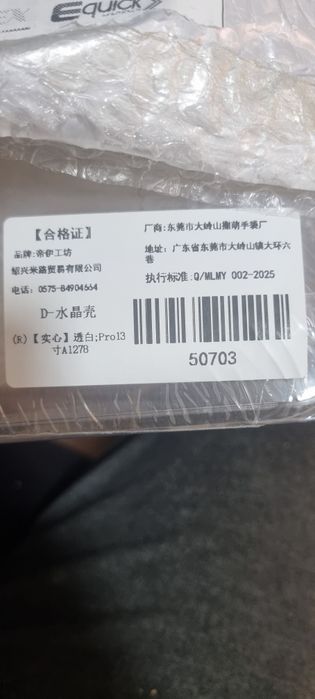 Equick
【合格证】
品牌:帝伊工坊
绍兴米路贸易有限公司
电话: 0575-84904664
D-水晶壳
(R)【实心】透白;Pro13
寸A1278
厂商:东莞市大岭山撒萌手袋厂
地址: 广东省东莞市大岭山镇大环六
巷
执行标准:Q/MLMY 002-2025
50703